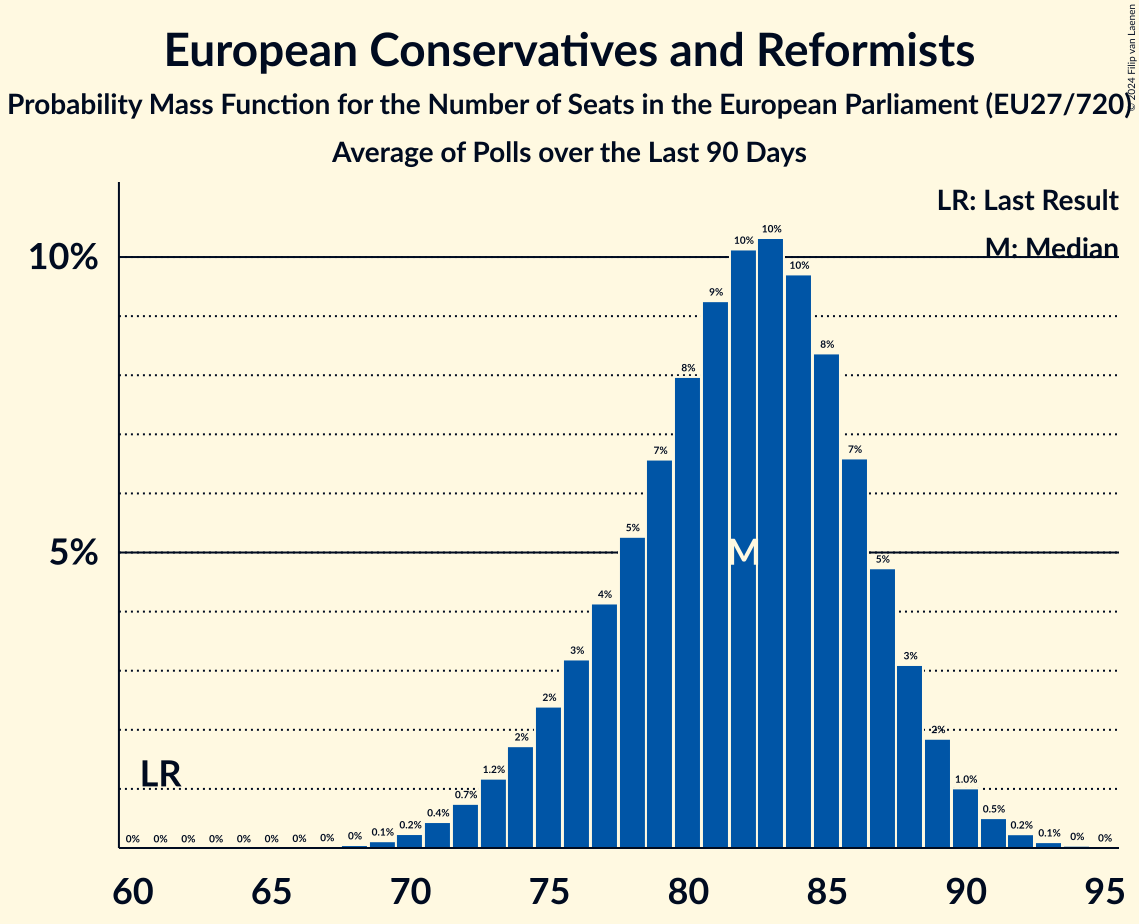 European Conservatives and Reformists
Probability Mass Function for the Number of Seats in the European Parliament (EU27/720)
Average of Polls over the Last 90 Days
© 2024 Filip van Laenen
LR: Last Result
M: Median
10%
5%
LR
M
0% 0% 0% 0% 0% 0% 0% 0% 0% 0.1% 0.2% 0.4% 0.7% 1.2% 2% 2% 3% 4% 5% 7% 8% 9% 10% 10% 10% 8% 7% 5% 3% 2% 1.0% 0.5% 0.2% 0.1% 0% 0%
60 65 70 75 80 85 90 95